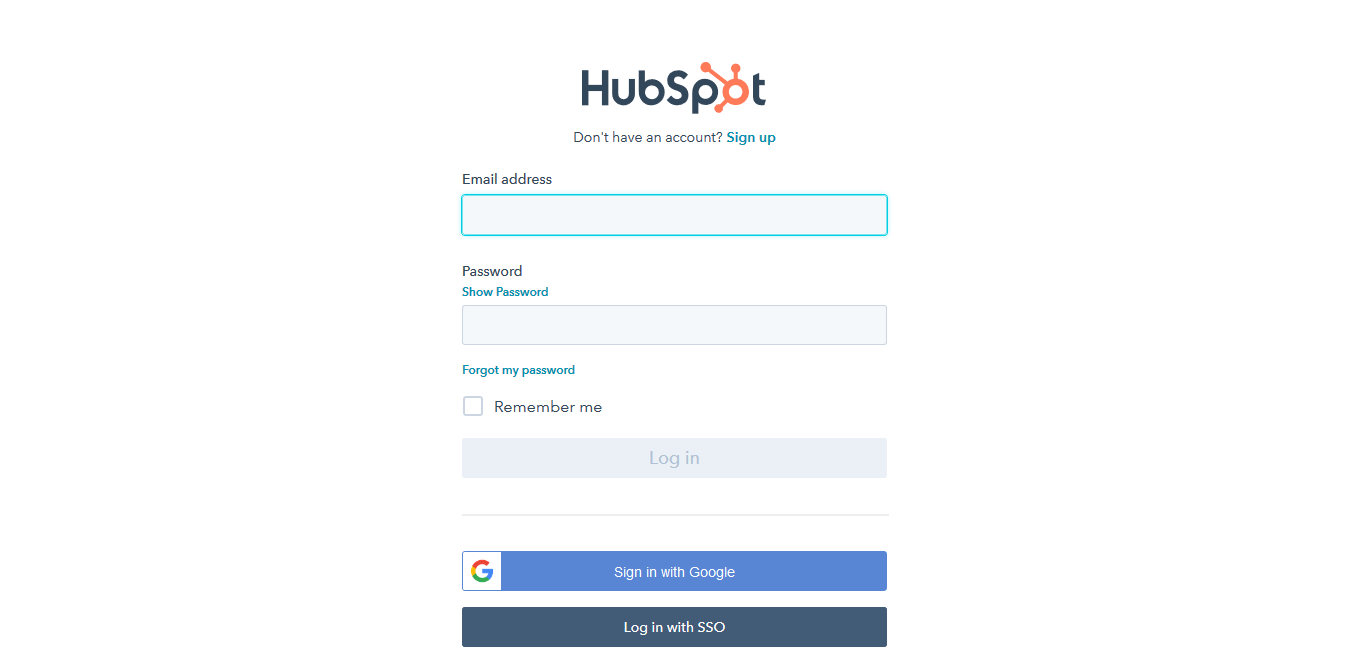 HubSpot
Don't have an account? Sign up
Email address
Password
Show Password
Forgot my password
Remember me
Log in
Sign in with Google
Log in with SSO